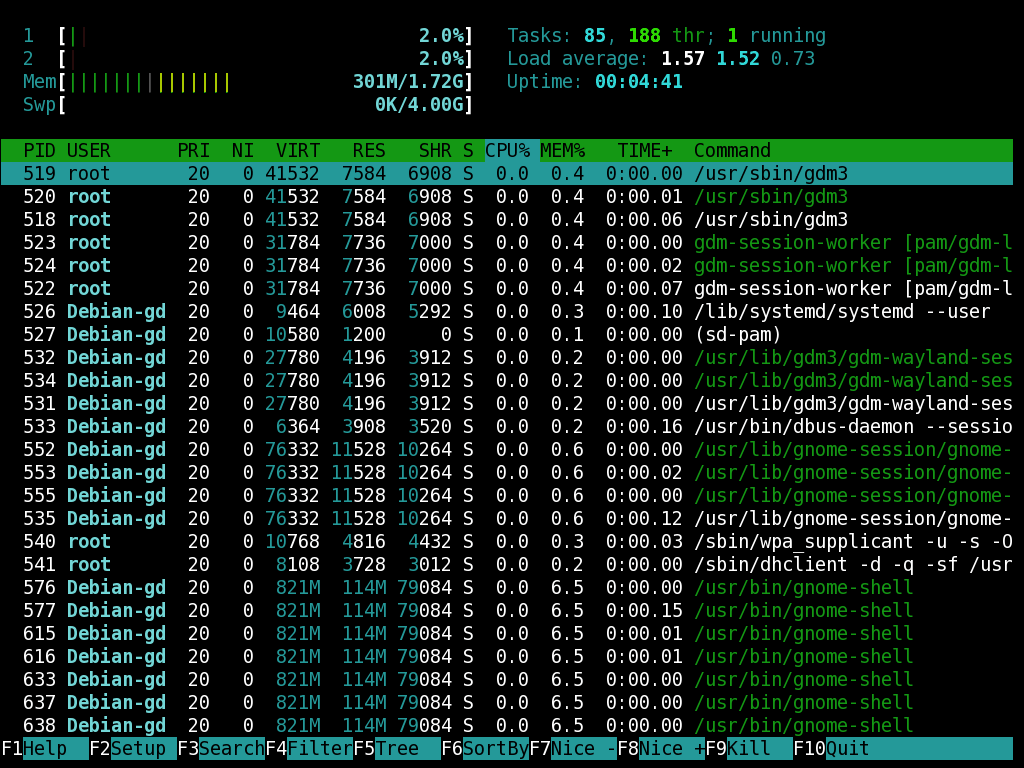 1 [|| 2.0%] Tasks: 85, 188 thr; 1 running
2 [| 2.0%] Load average: 1.57 1.52 0.73
Mem[||||||||||||||| 301M/1.72G] Uptime: 00:04:41
Swp[ 0K/4.00G]
PID USER PRI NI VIRT RES SHR S CPU% MEM% TIME+ Command
519 root 20 0 41532 7584 6908 S 0.0 0.4 0:00.00 /usr/sbin/gdm3
520 root 20 0 41532 7584 6908 S 0.0 0.4 0:00.01 /usr/sbin/gdm3
518 root 20 0 41532 7584 6908 S 0.0 0.4 0:00.06 /usr/sbin/gdm3
523 root 20 0 31784 7736 7000 S 0.0 0.4 0:00.00 gdm-session-worker [pam/gdm-l
524 root 20 0 31784 7736 7000 S 0.0 0.4 0:00.02 gdm-session-worker [pam/gdm-l
522 root 20 0 31784 7736 7000 S 0.0 0.4 0:00.07 gdm-session-worker [pam/gdm-l
526 Debian-gd 20 0 9464 6008 5292 S 0.0 0.3 0:00.10 /lib/systemd/systemd --user
527 Debian-gd 20 0 10580 1200 0 S 0.0 0.1 0:00.00 (sd-pam)
532 Debian-gd 20 0 27780 4196 3912 S 0.0 0.2 0:00.00 /usr/lib/gdm3/gdm-wayland-ses
534 Debian-gd 20 0 27780 4196 3912 S 0.0 0.2 0:00.00 /usr/lib/gdm3/gdm-wayland-ses
531 Debian-gd 20 0 27780 4196 3912 S 0.0 0.2 0:00.00 /usr/lib/gdm3/gdm-wayland-ses
533 Debian-gd 20 0 6364 3908 3520 S 0.0 0.2 0:00.16 /usr/bin/dbus-daemon --sessio
552 Debian-gd 20 0 76332 11528 10264 S 0.0 0.6 0:00.00 /usr/lib/gnome-session/gnome-
553 Debian-gd 20 0 76332 11528 10264 S 0.0 0.6 0:00.02 /usr/lib/gnome-session/gnome-
555 Debian-gd 20 0 76332 11528 10264 S 0.0 0.6 0:00.00 /usr/lib/gnome-session/gnome-
535 Debian-gd 20 0 76332 11528 10264 S 0.0 0.6 0:00.12 /usr/lib/gnome-session/gnome-
540 root 20 0 10768 4816 4432 S 0.0 0.3 0:00.03 /sbin/wpa_supplicant -u -s -O
541 root 20 0 8108 3728 3012 S 0.0 0.2 0:00.00 /sbin/dhclient -d -q -sf /usr
576 Debian-gd 20 0 821M 114M 79084 S 0.0 6.5 0:00.00 /usr/bin/gnome-shell
577 Debian-gd 20 0 821M 114M 79084 S 0.0 6.5 0:00.15 /usr/bin/gnome-shell
615 Debian-gd 20 0 821M 114M 79084 S 0.0 6.5 0:00.01 /usr/bin/gnome-shell
616 Debian-gd 20 0 821M 114M 79084 S 0.0 6.5 0:00.01 /usr/bin/gnome-shell
633 Debian-gd 20 0 821M 114M 79084 S 0.0 6.5 0:00.00 /usr/bin/gnome-shell
637 Debian-gd 20 0 821M 114M 79084 S 0.0 6.5 0:00.00 /usr/bin/gnome-shell
638 Debian-gd 20 0 821M 114M 79084 S 0.0 6.5 0:00.00 /usr/bin/gnome-shell
F1Help F2Setup F3SearchF4FilterF5Tree F6SortByF7Nice -F8Nice +F9Kill F10Quit